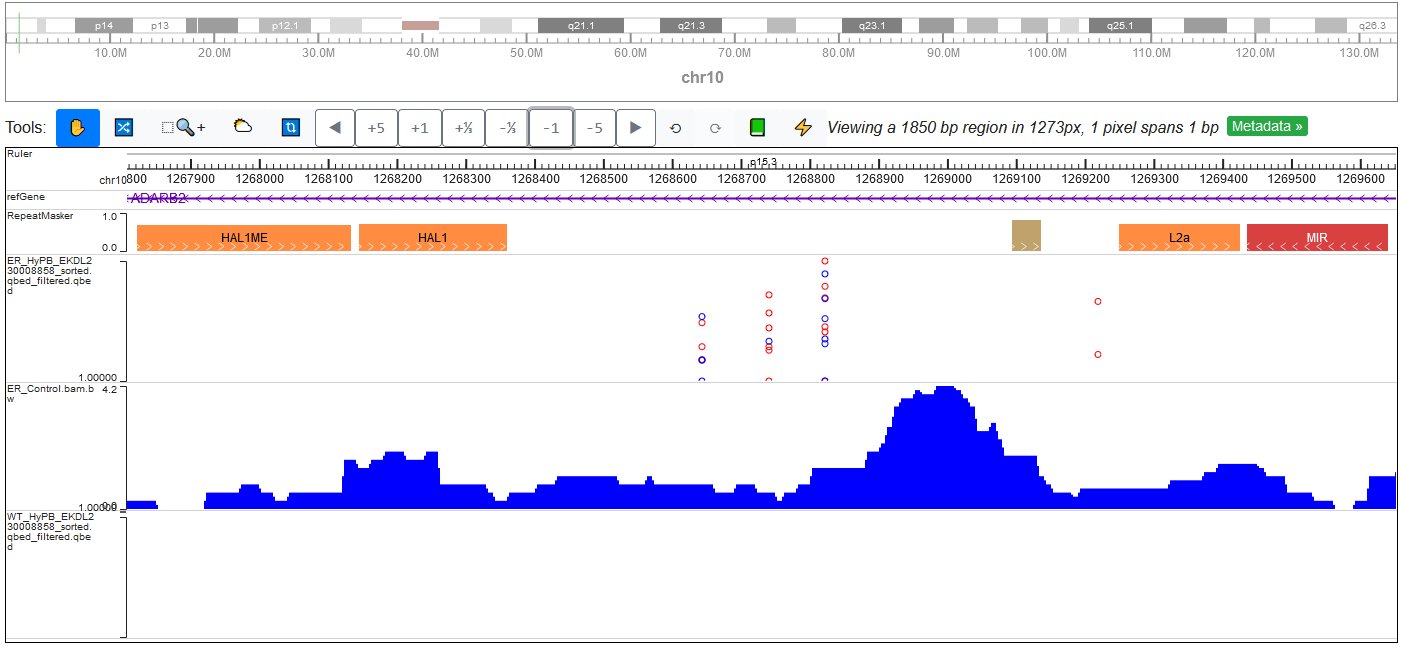 p14 p13 p12.1 q21.1 q21.3 q23.1 q25.1 q26.3
10.0M 20.0M 30.0M 40.0M 50.0M 60.0M 70.0M 80.0M 90.0M 100.0M 110.0M 120.0M 130.0M
chr10
Tools: + ◀ +5 +1 +⅓ -⅓ -1 -5 ▶ Viewing a 1850 bp region in 1273px, 1 pixel spans 1 bp Metadata »
Ruler
p15.3
chr10 800 1267900 1268000 1268100 1268200 1268300 1268400 1268500 1268600 1268700 1268800 1268900 1269000 1269100 1269200 1269300 1269400 1269500 1269600
refGene ADARB2
RepeatMasker 1.0
HAL1ME HAL1 L2a MIR
0.0
ER_HyPB_EKDL2
30008858_sorted.
qbed_filtered.qbe
d
1.00000
ER_Control.bam.b 4.2
w
1.00000 0.0
WT_HyPB_EKDL2
30008858_sorted.
qbed_filtered.qbe
d